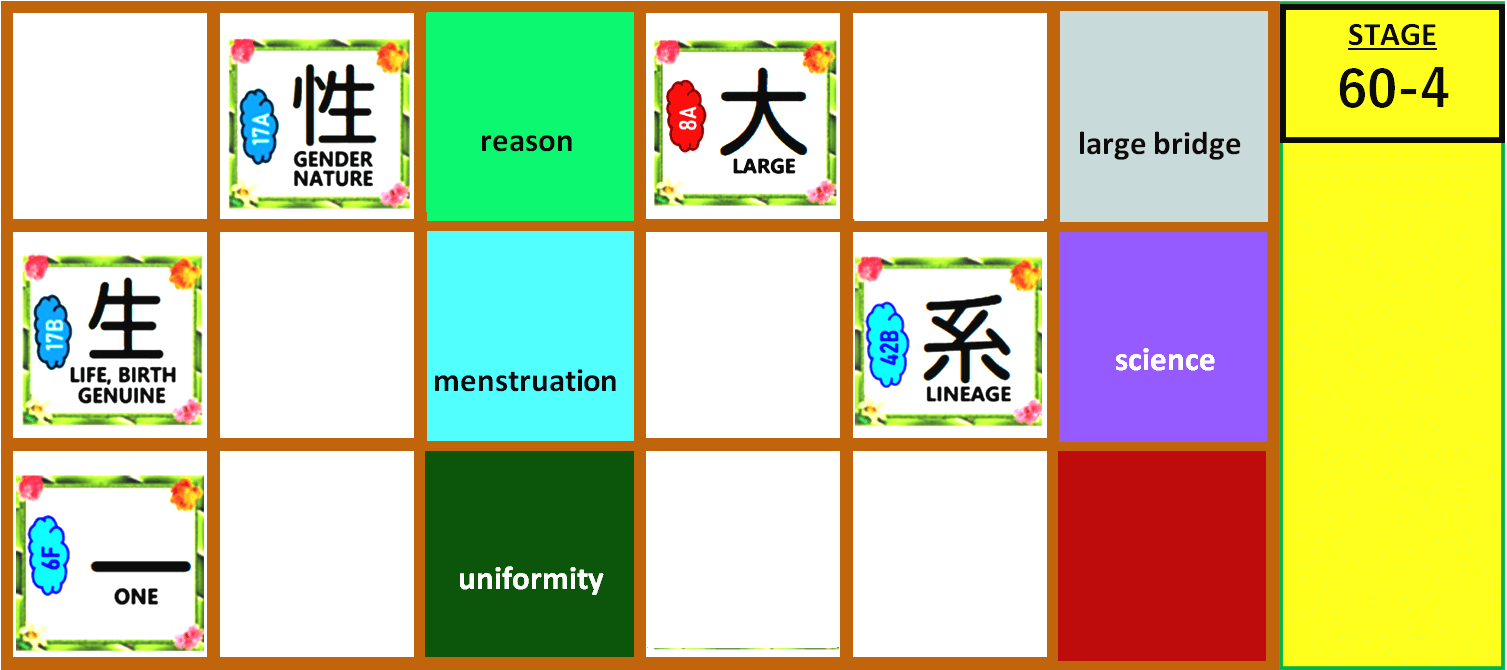 17A
性
GENDER
NATURE
reason
8A
大
LARGE
large bridge
STAGE
60-4
17B
生
LIFE, BIRTH
GENUINE
menstruation
42B
系
LINEAGE
science
6F
一
ONE
uniformity